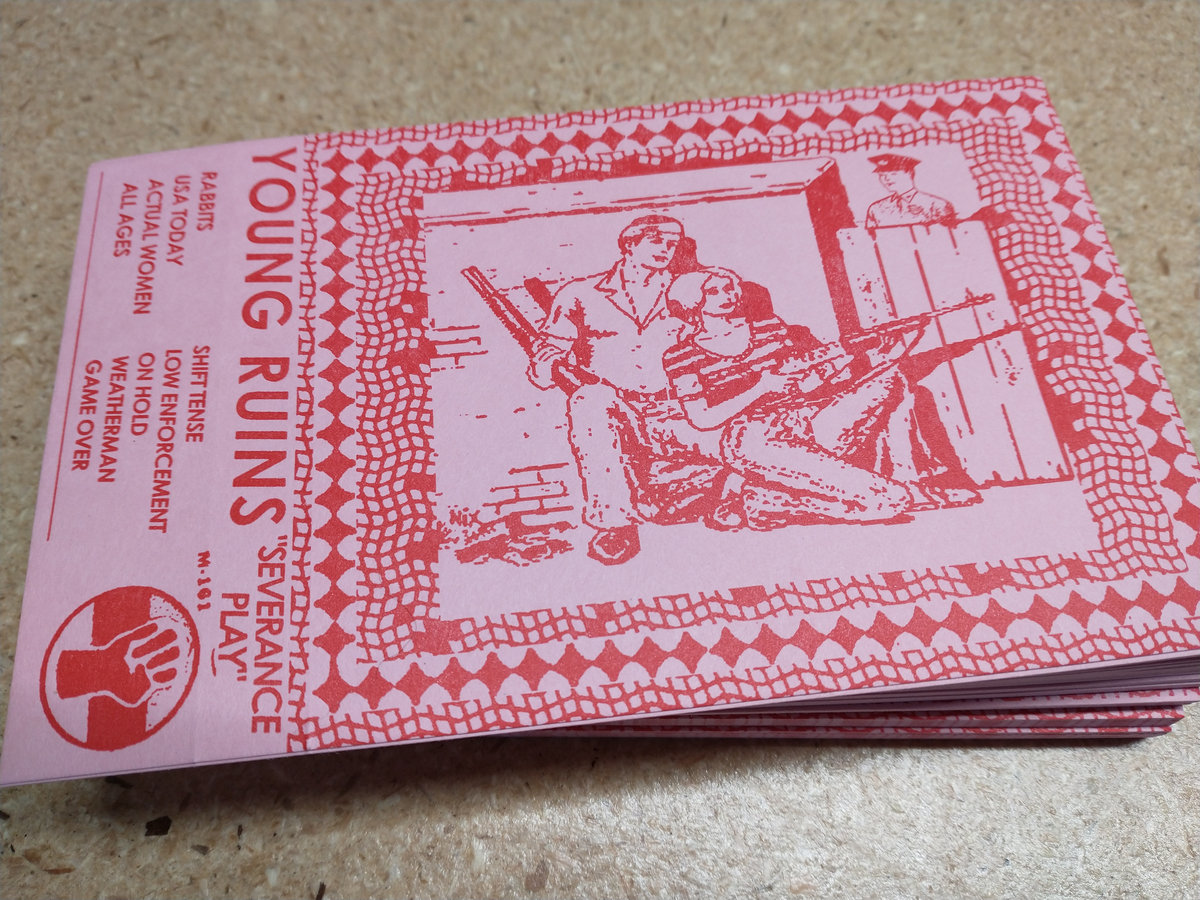 YOUNG RUINS "SEVERANCE
PLAY"
RABBITS
USA TODAY
ACTUAL WOMEN
ALL AGES
SHIFT TENSE
LOW ENFORCEMENT
ON HOLD
WEATHERMAN
GAME OVER
M-101